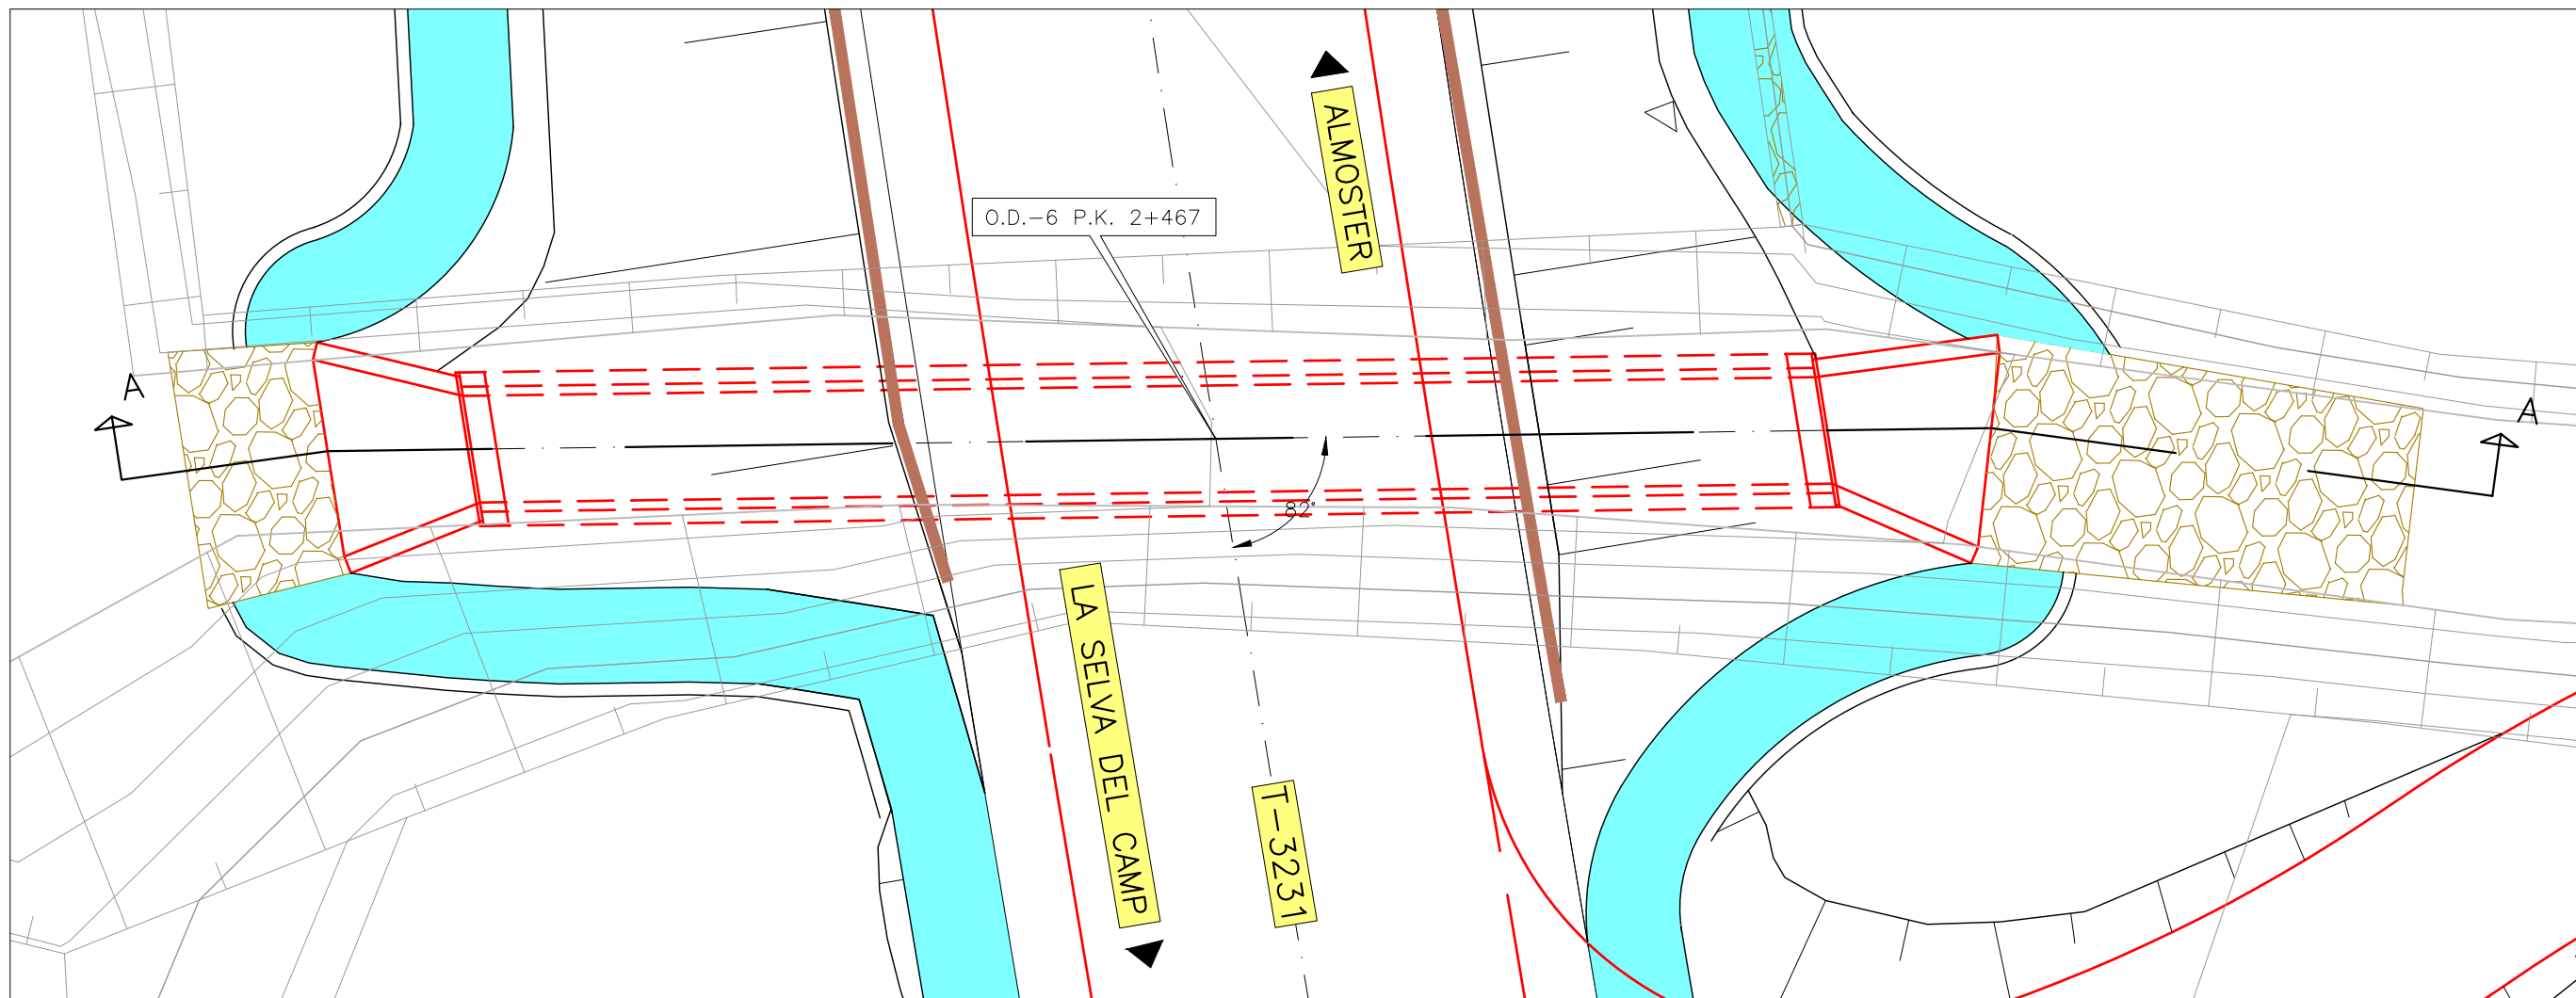 ALMOSTER
O.D.-6 P.K. 2+467
A
A
82°
LA SELVA DEL CAMP
T-3231